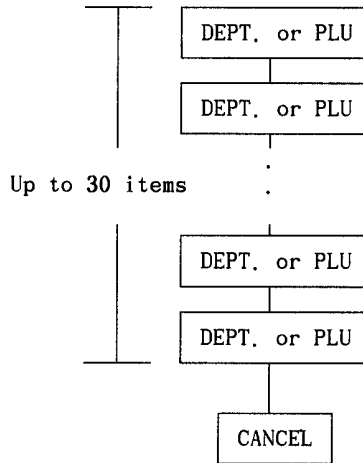 DEPT. or PLU
DEPT. or PLU
Up to 30 items
DEPT. or PLU
DEPT. or PLU
CANCEL